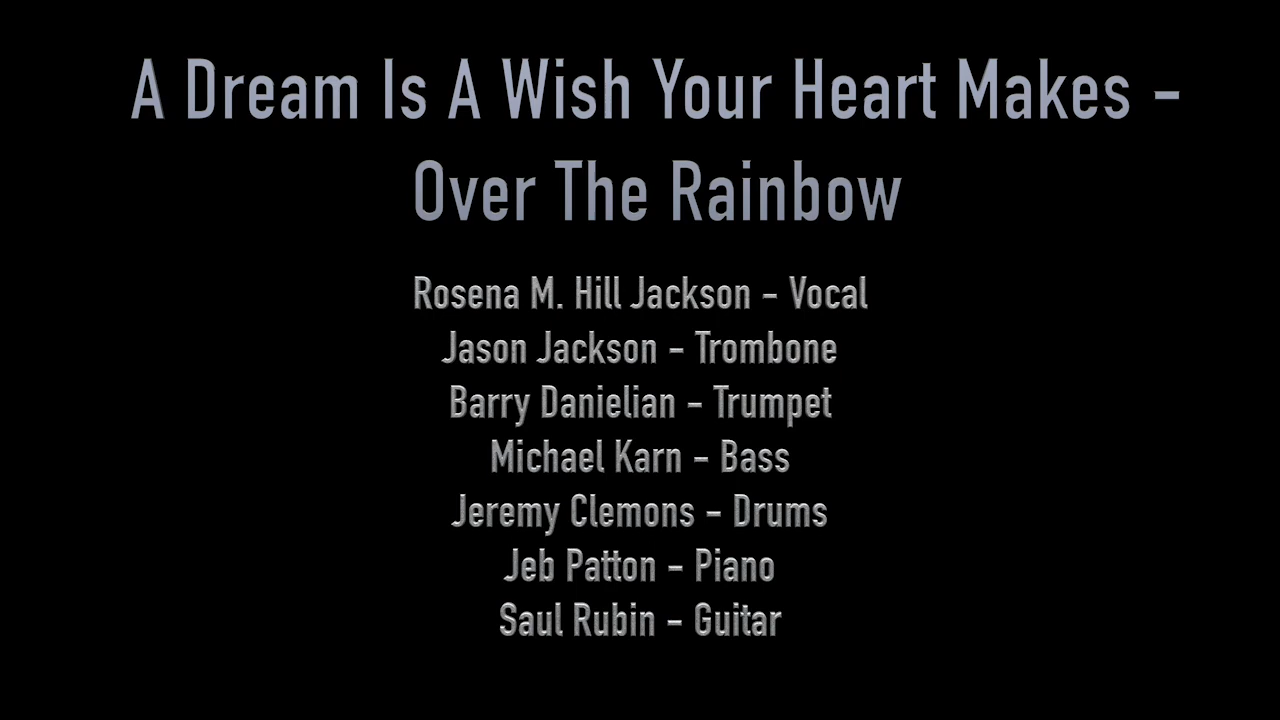 A Dream Is A Wish Your Heart Makes -
Over The Rainbow
Rosena M. Hill Jackson - Vocal
Jason Jackson - Trombone
Barry Danielian - Trumpet
Michael Karn - Bass
Jeremy Clemons - Drums
Jeb Patton - Piano
Saul Rubin - Guitar